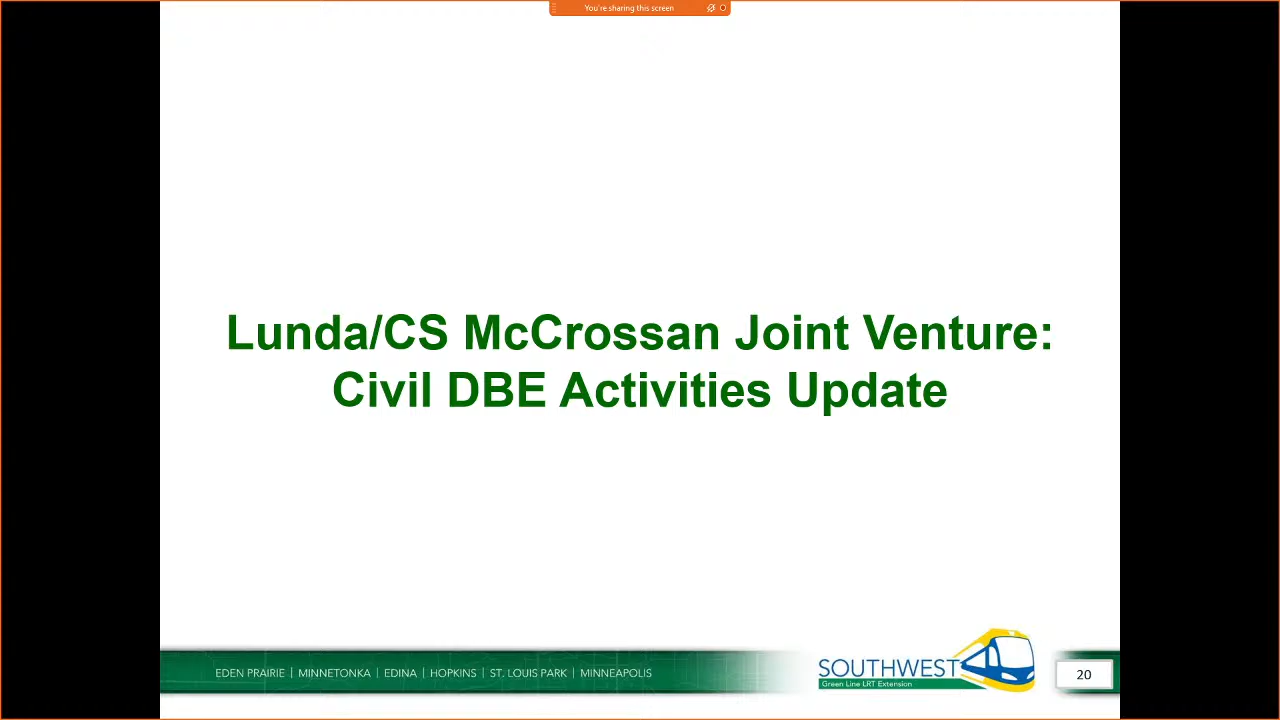 You're sharing this screen
Lunda/CS McCrossan Joint Venture:
Civil DBE Activities Update
EDEN PRAIRIE | MINNETONKA | EDINA | HOPKINS | ST. LOUIS PARK | MINNEAPOLIS
SOUTHWEST
Green Line LRT Extension
20